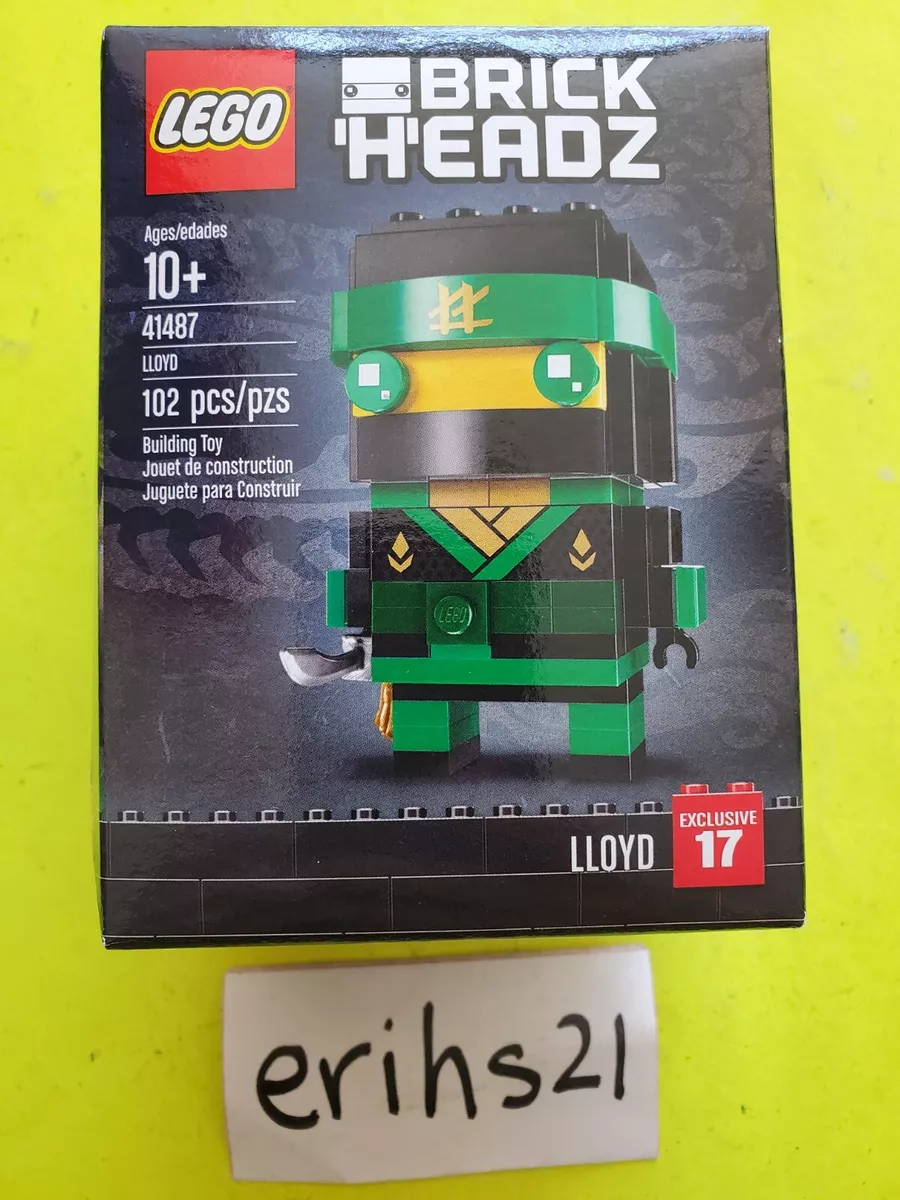 LEGO
BRICK
'H'EADZ
Ages/edades
10+
41487
LLOYD
102 pcs/pzs
Building Toy
Jouet de construction
Juguete para Construir
LEGO
LLOYD
EXCLUSIVE
17
erihs21